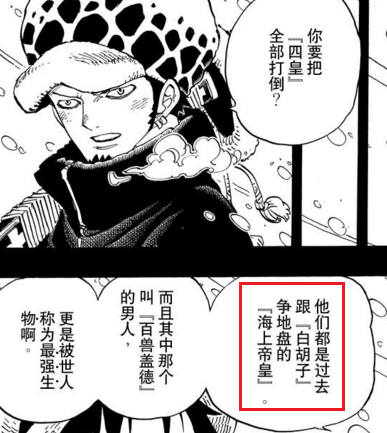 你要把
『四皇』
全部打倒？
他们都是过去
跟『白胡子』
争地盘的
『海上帝皇』。
而且其中那个
叫『百兽盖德』
的男人，
更是被世人
称为最强生
物啊。